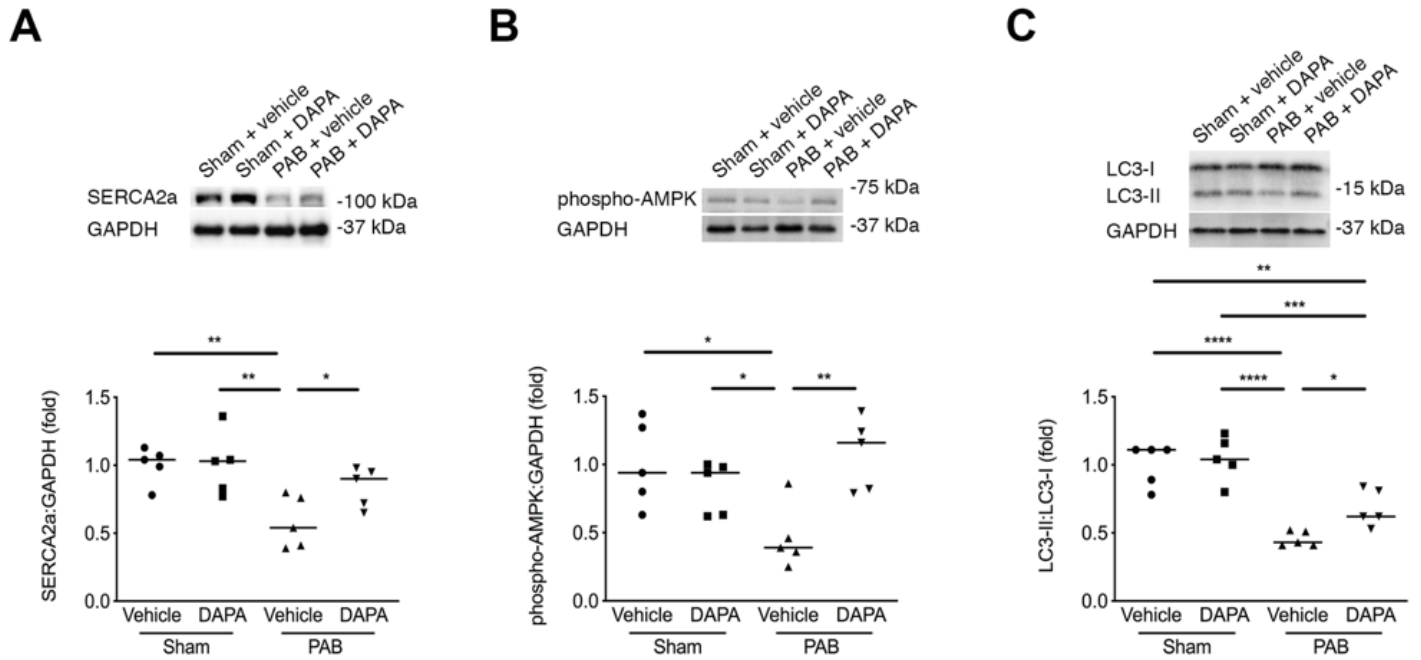 A
Sham + vehicle
Sham + DAPA
PAB + vehicle
PAB + DAPA
SERCA2a
-100 kDa
GAPDH
-37 kDa
**
**
*
SERCA2a:GAPDH (fold)
1.5
1.0
0.5
0.0
Vehicle DAPA Vehicle DAPA
Sham PAB
B
Sham + vehicle
Sham + DAPA
PAB + vehicle
PAB + DAPA
-75 kDa
phospho-AMPK
GAPDH
-37 kDa
*
*
**
phospho-AMPK:GAPDH (fold)
1.5
1.0
0.5
0.0
Vehicle DAPA Vehicle DAPA
Sham PAB
C
Sham + vehicle
Sham + DAPA
PAB + vehicle
PAB + DAPA
LC3-I
LC3-II
-15 kDa
GAPDH
-37 kDa
**
***
****
****
*
LC3-II:LC3-I (fold)
1.5
1.0
0.5
0.0
Vehicle DAPA Vehicle DAPA
Sham PAB